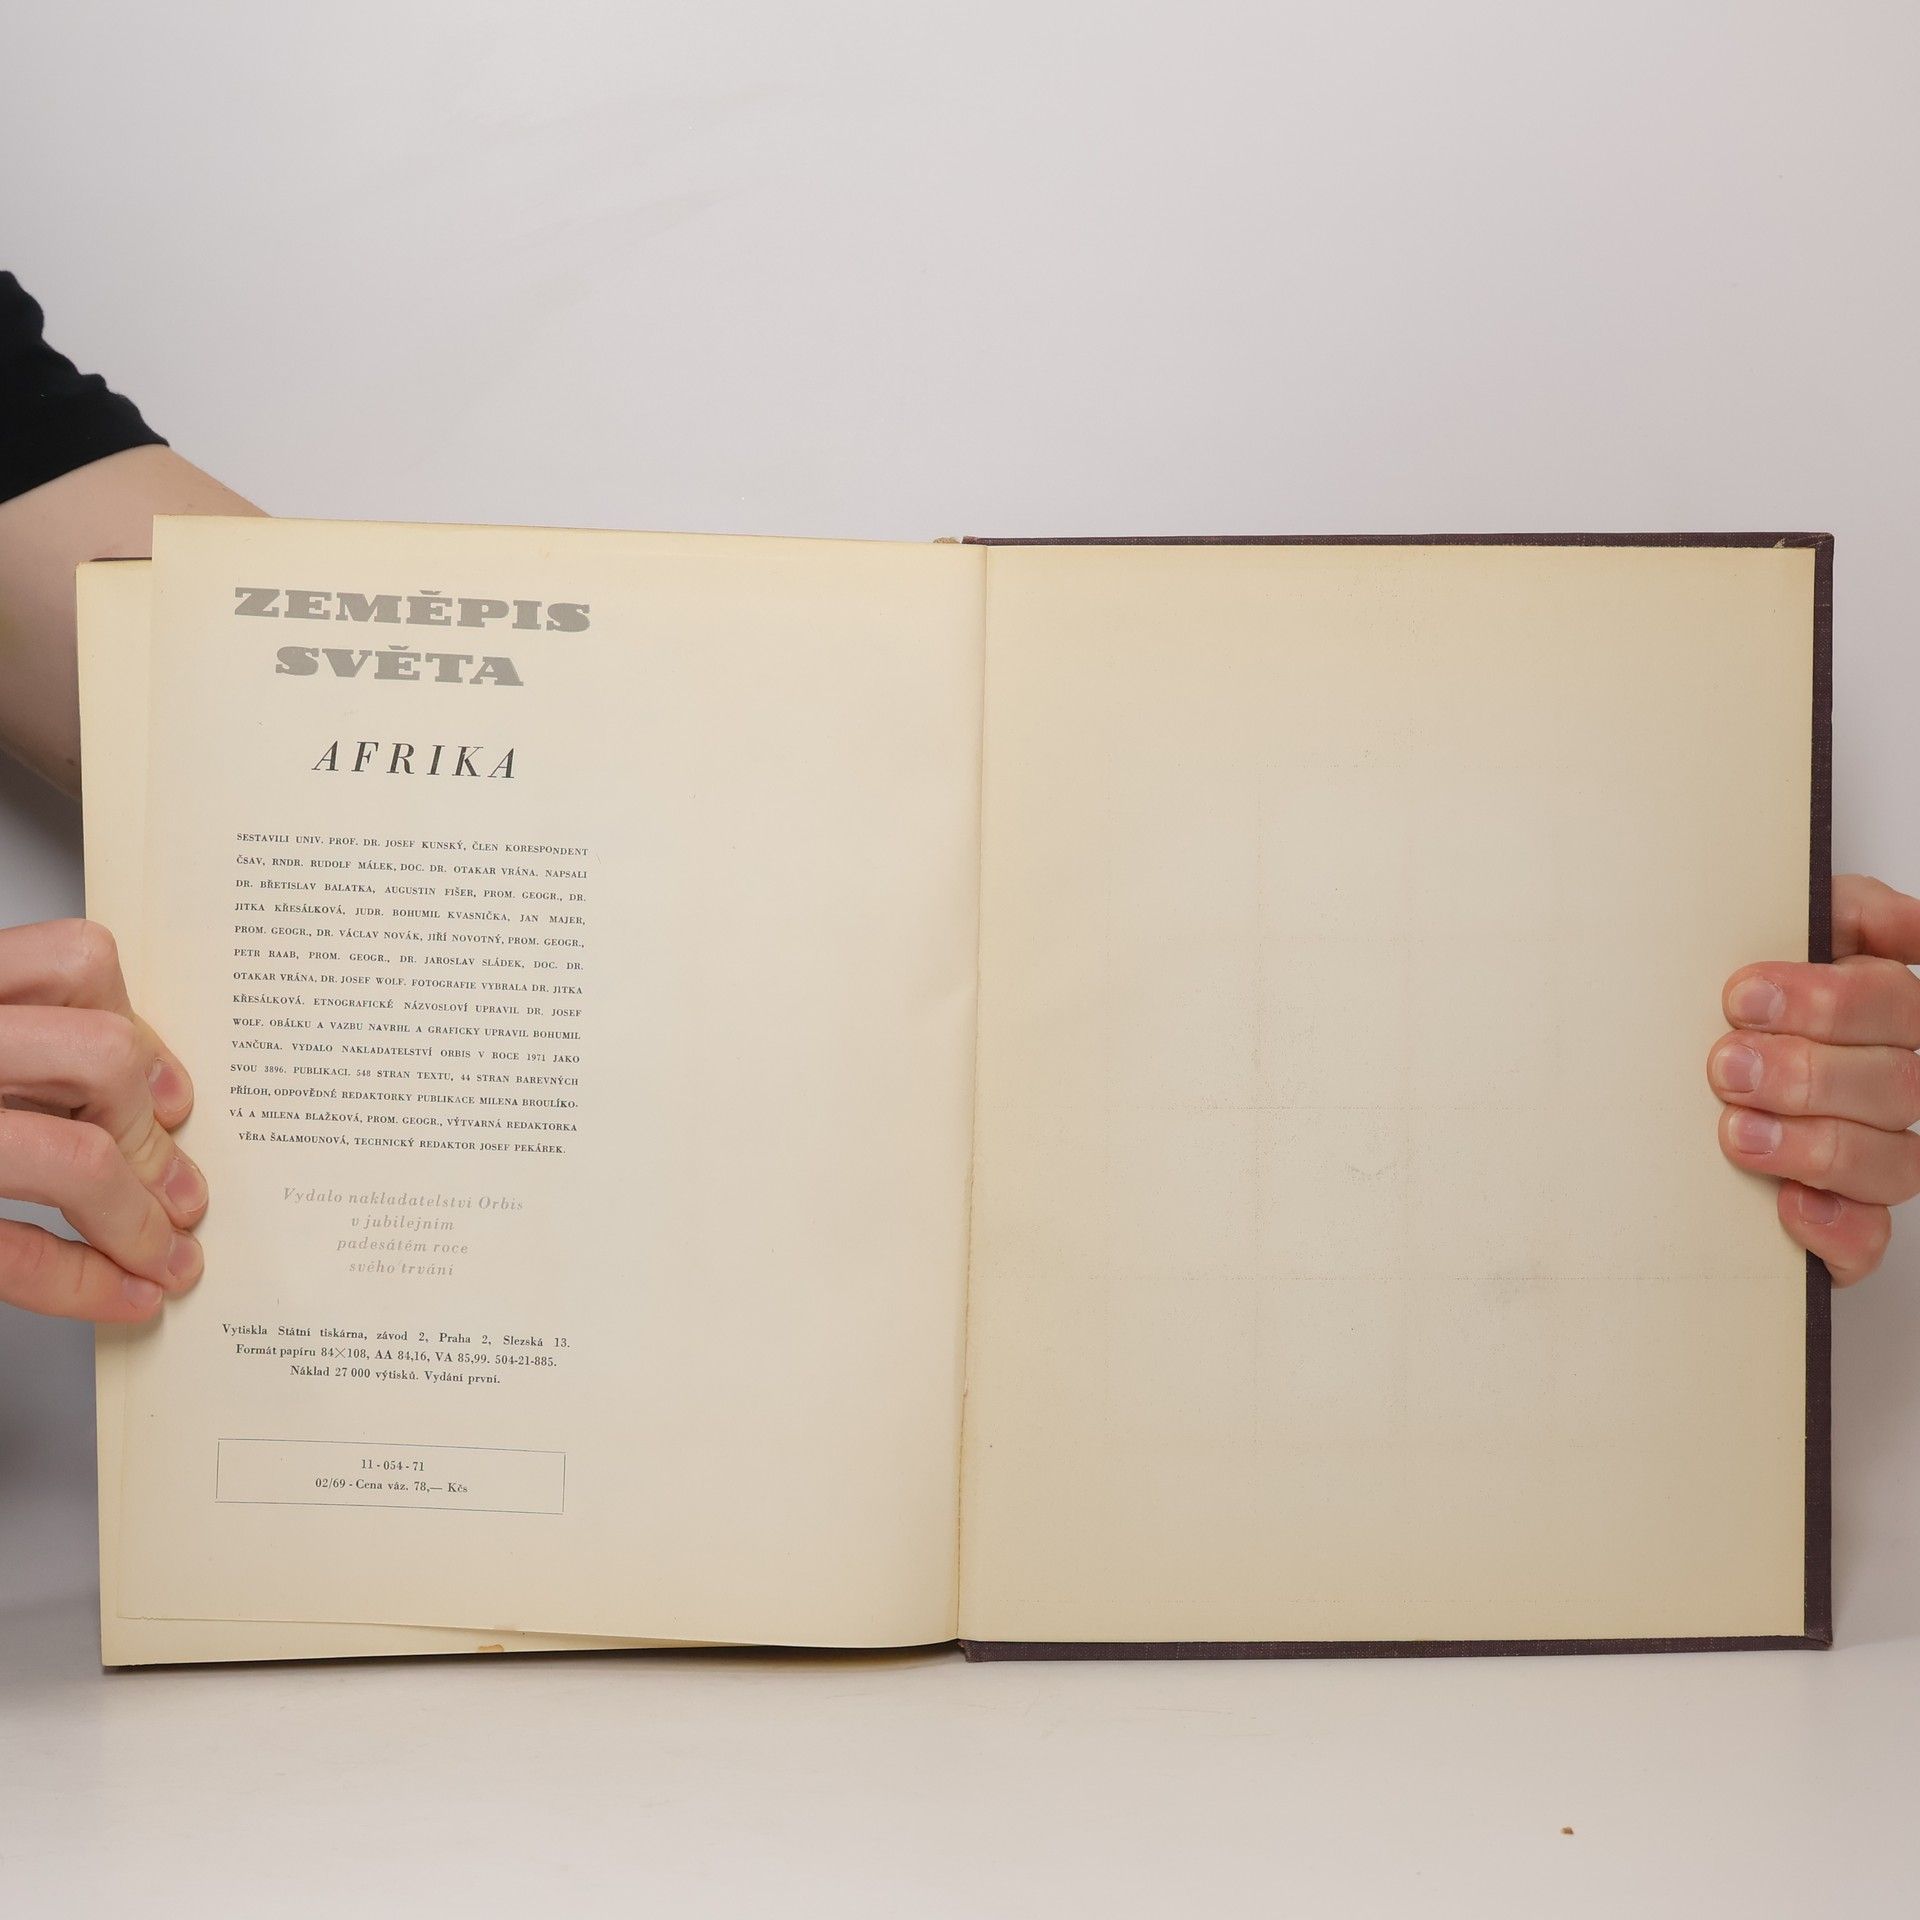 ZEMĚPIS
SVĚTA
AFRIKA
SESTAVILI UNIV. PROF. DR. JOSEF KUNSKÝ, ČLEN KORESPONDENT
ČSAV, RNDR. RUDOLF MÁLEK, DOC. DR. OTAKAR VRÁNA. NAPSALI
DR. BŘETISLAV BALATKA, AUGUSTIN FIŠER, PROM. GEOGR., DR.
JITKA KŘESÁLKOVÁ, JUDR. BOHUMIL KVASNIČKA, JAN MAJER,
PROM. GEOGR., DR. VÁCLAV NOVÁK, JIŘÍ NOVOTNÝ, PROM. GEOGR.,
PETR RAAB, PROM. GEOGR., DR. JAROSLAV SLÁDEK, DOC. DR.
OTAKAR VRÁNA, DR. JOSEF WOLF. FOTOGRAFIE VYBRALA DR. JITKA
KŘESÁLKOVÁ. ETNOGRAFICKÉ NÁZVOSLOVÍ UPRAVIL DR. JOSEF
WOLF. OBÁLKU A VAZBU NAVRHL A GRAFICKY UPRAVIL BOHUMIL
VANČURA. VYDALO NAKLADATELSTVÍ ORBIS V ROCE 1971 JAKO
SVOU 3896. PUBLIKACI. 548 STRAN TEXTU, 44 STRAN BAREVNÝCH
PŘÍLOH, ODPOVĚDNÉ REDAKTORKY PUBLIKACE MILENA BROULÍKO-
VÁ A MILENA BLAŽKOVÁ, PROM. GEOGR., VÝTVARNÁ REDAKTORKA
VĚRA ŠALAMOUNOVÁ, TECHNICKÝ REDAKTOR JOSEF PEKÁREK.
Vydalo nakladatelství Orbis
v jubilejním
padesátém roce
svého trvání
Vytiskla Státní tiskárna, závod 2, Praha 2, Slezská 13.
Formát papíru 84×108, AA 84,16, VA 85,99. 504-21-885.
Náklad 27 000 výtisků. Vydání první.
11 - 054 - 71
02/69 - Cena váz. 78,— Kčs